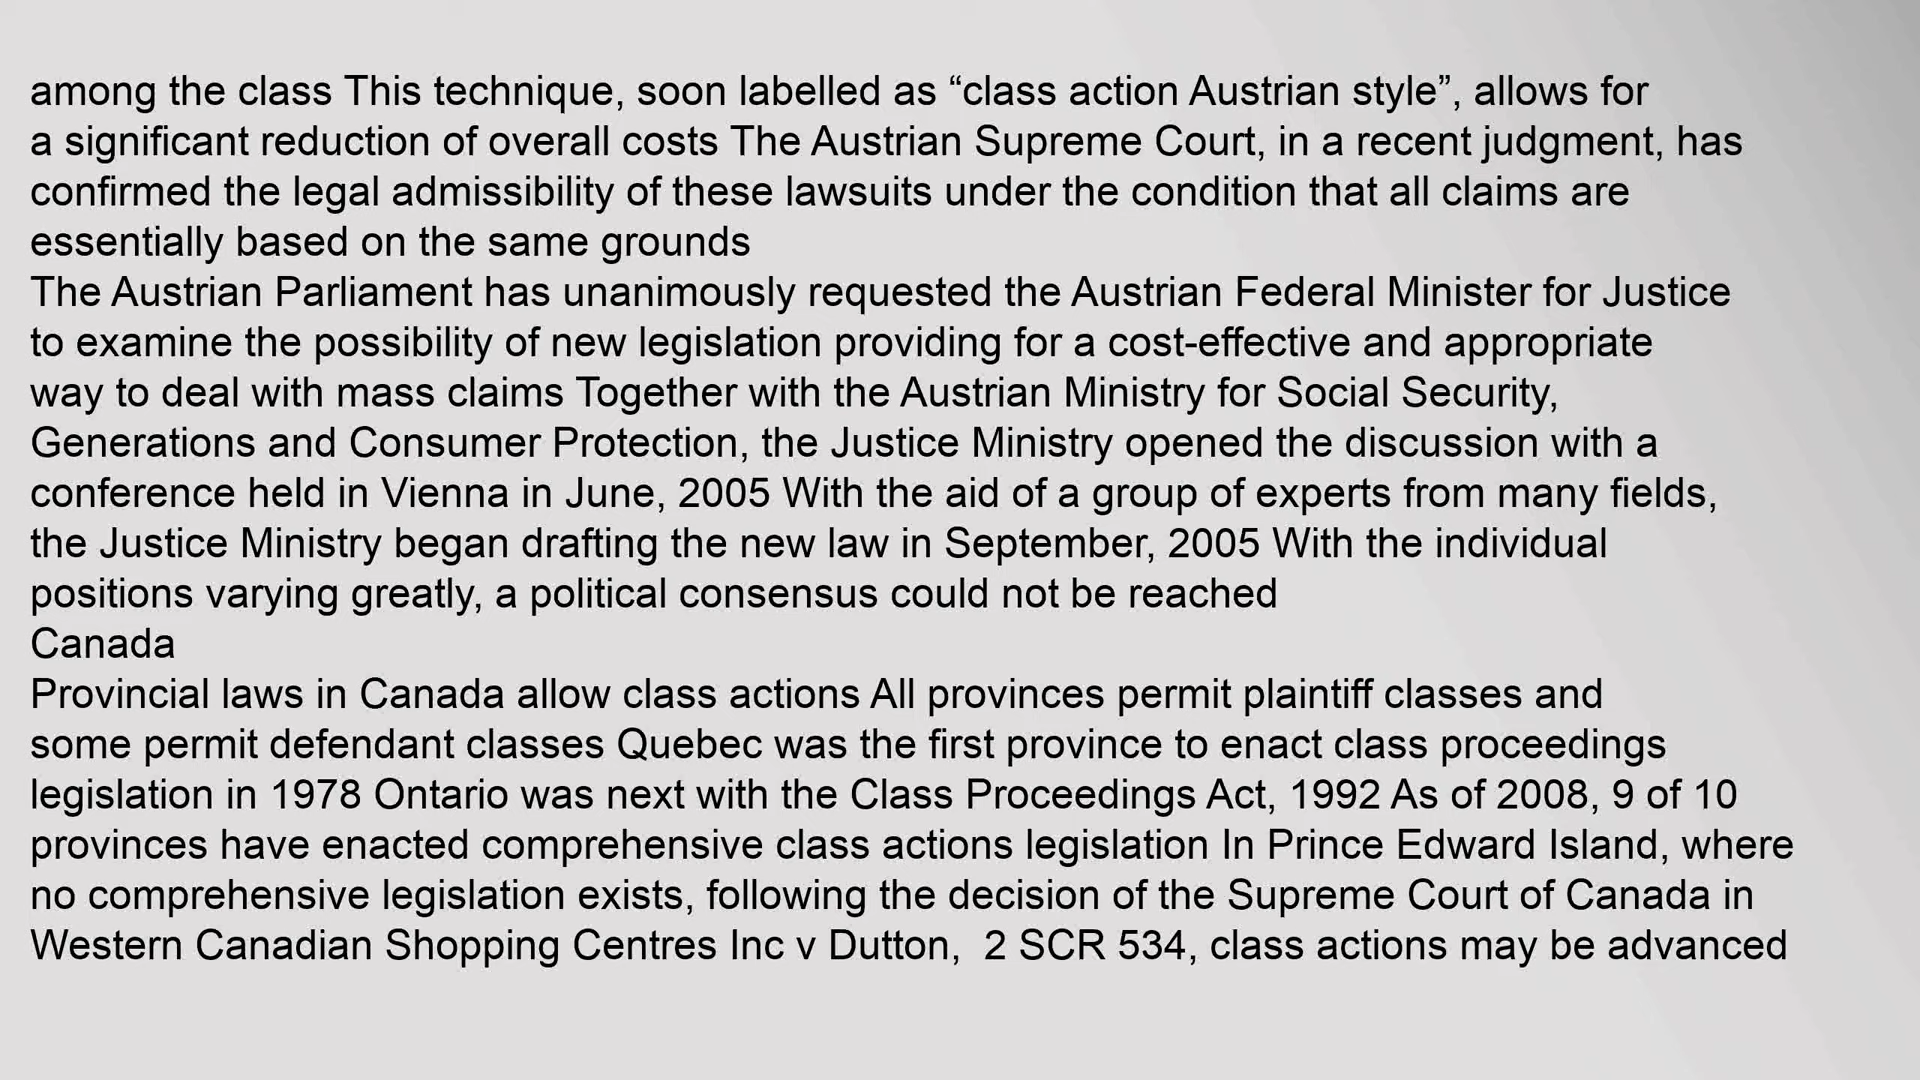 among the class This technique, soon labelled as “class action Austrian style”, allows for
a significant reduction of overall costs The Austrian Supreme Court, in a recent judgment, has
confirmed the legal admissibility of these lawsuits under the condition that all claims are
essentially based on the same grounds
The Austrian Parliament has unanimously requested the Austrian Federal Minister for Justice
to examine the possibility of new legislation providing for a cost-effective and appropriate
way to deal with mass claims Together with the Austrian Ministry for Social Security,
Generations and Consumer Protection, the Justice Ministry opened the discussion with a
conference held in Vienna in June, 2005 With the aid of a group of experts from many fields,
the Justice Ministry began drafting the new law in September, 2005 With the individual
positions varying greatly, a political consensus could not be reached
Canada
Provincial laws in Canada allow class actions All provinces permit plaintiff classes and
some permit defendant classes Quebec was the first province to enact class proceedings
legislation in 1978 Ontario was next with the Class Proceedings Act, 1992 As of 2008, 9 of 10
provinces have enacted comprehensive class actions legislation In Prince Edward Island, where
no comprehensive legislation exists, following the decision of the Supreme Court of Canada in
Western Canadian Shopping Centres Inc v Dutton,  2 SCR 534, class actions may be advanced